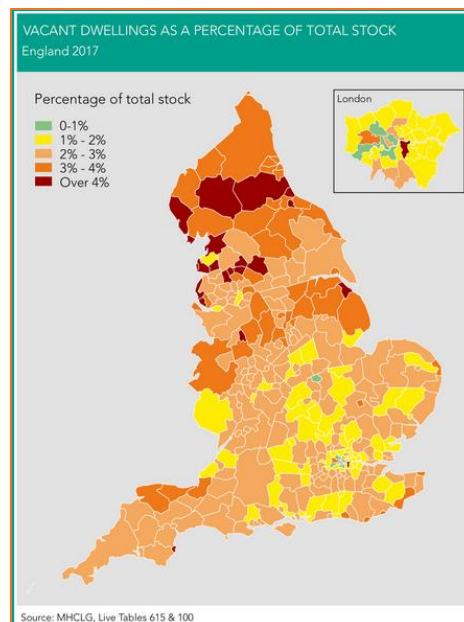 VACANT DWELLINGS AS A PERCENTAGE OF TOTAL STOCK
England 2017
Percentage of total stock
0-1%
1% - 2%
2% - 3%
3% - 4%
Over 4%
London
Source: MHCLG, Live Tables 615 & 100